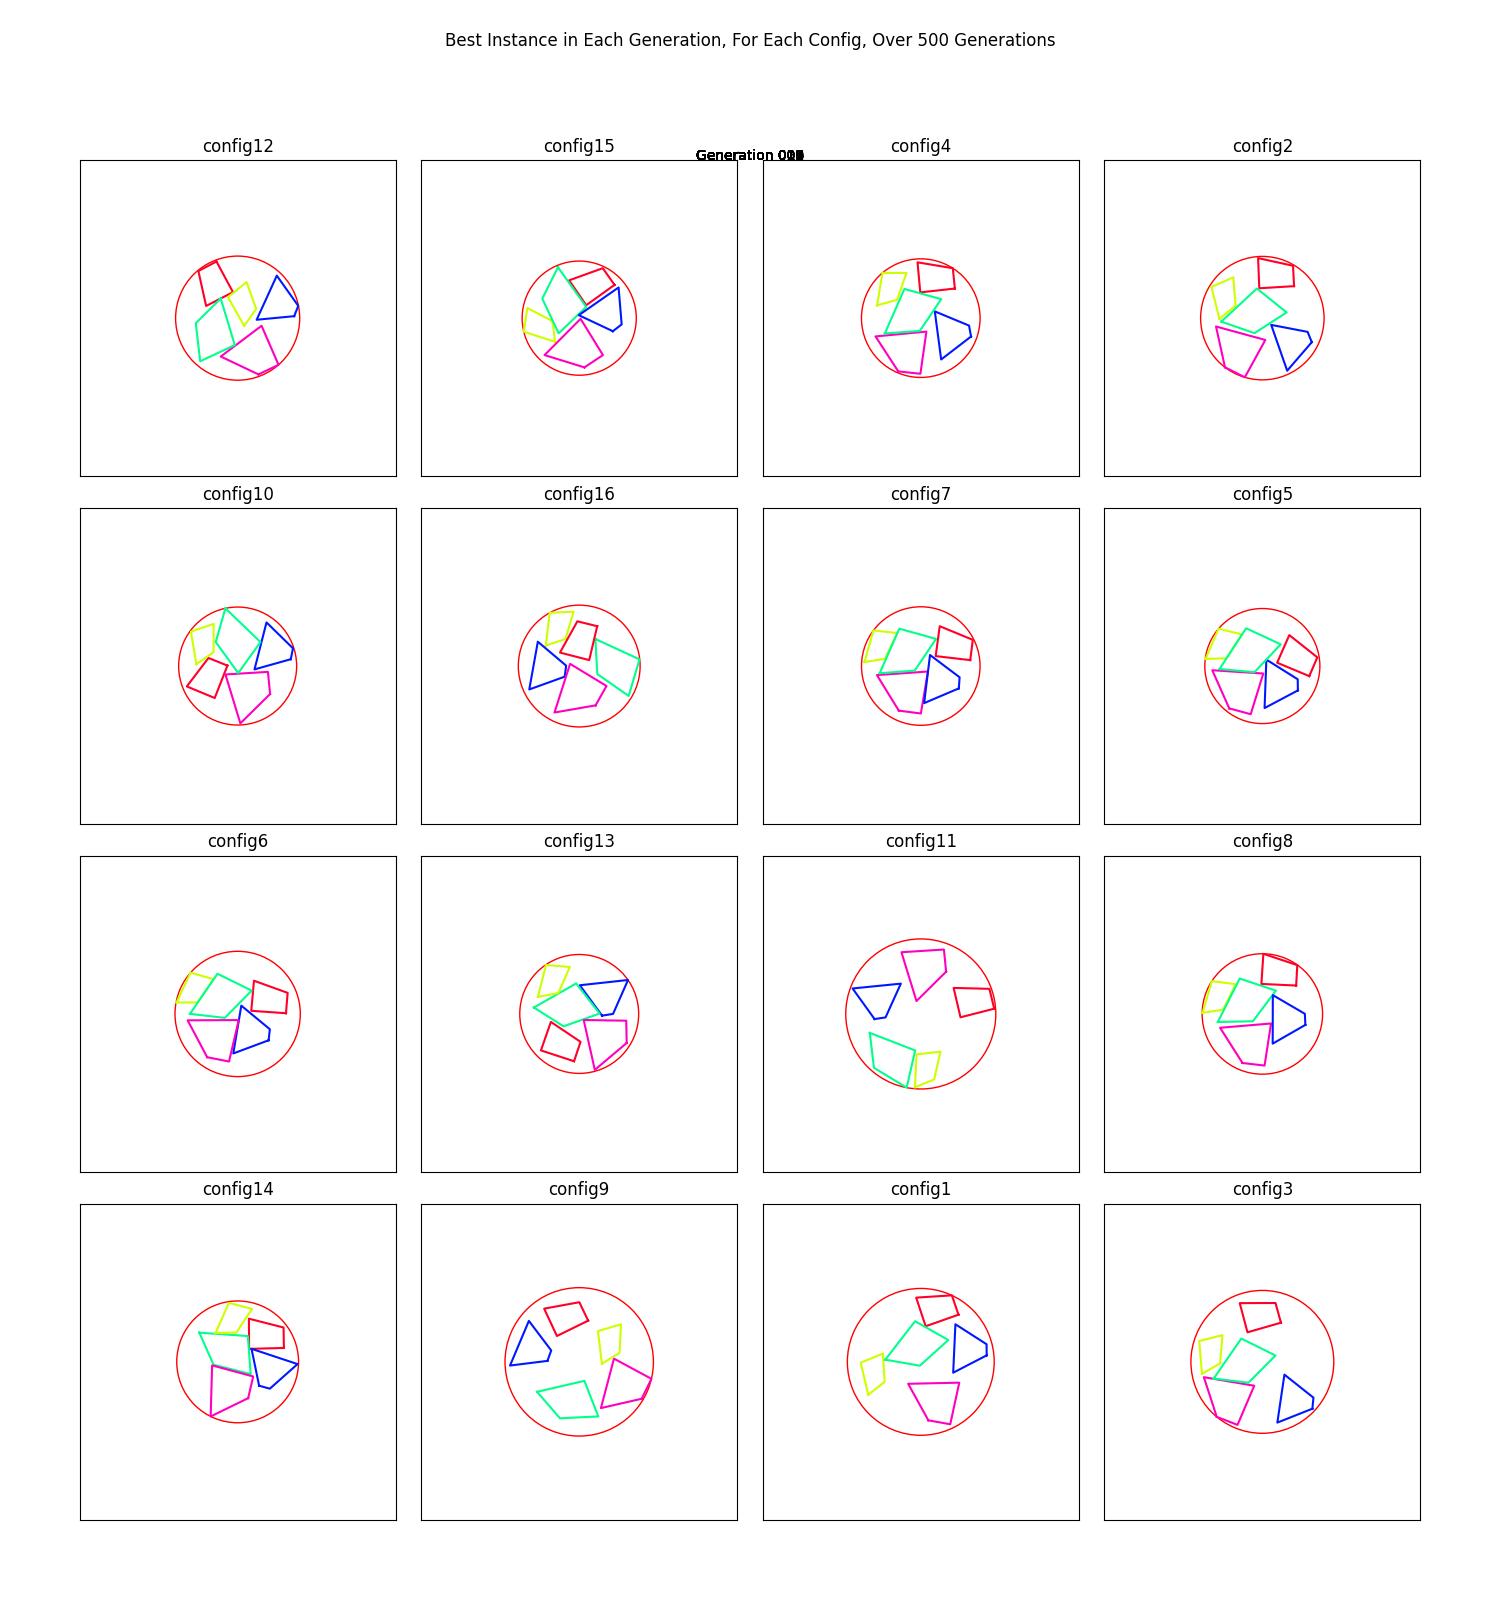 Best Instance in Each Generation, For Each Config, Over 500 Generations
config12
config15
Generation
config4
config2
config10
config16
config7
config5
config6
config13
config11
config8
config14
config9
config1
config3